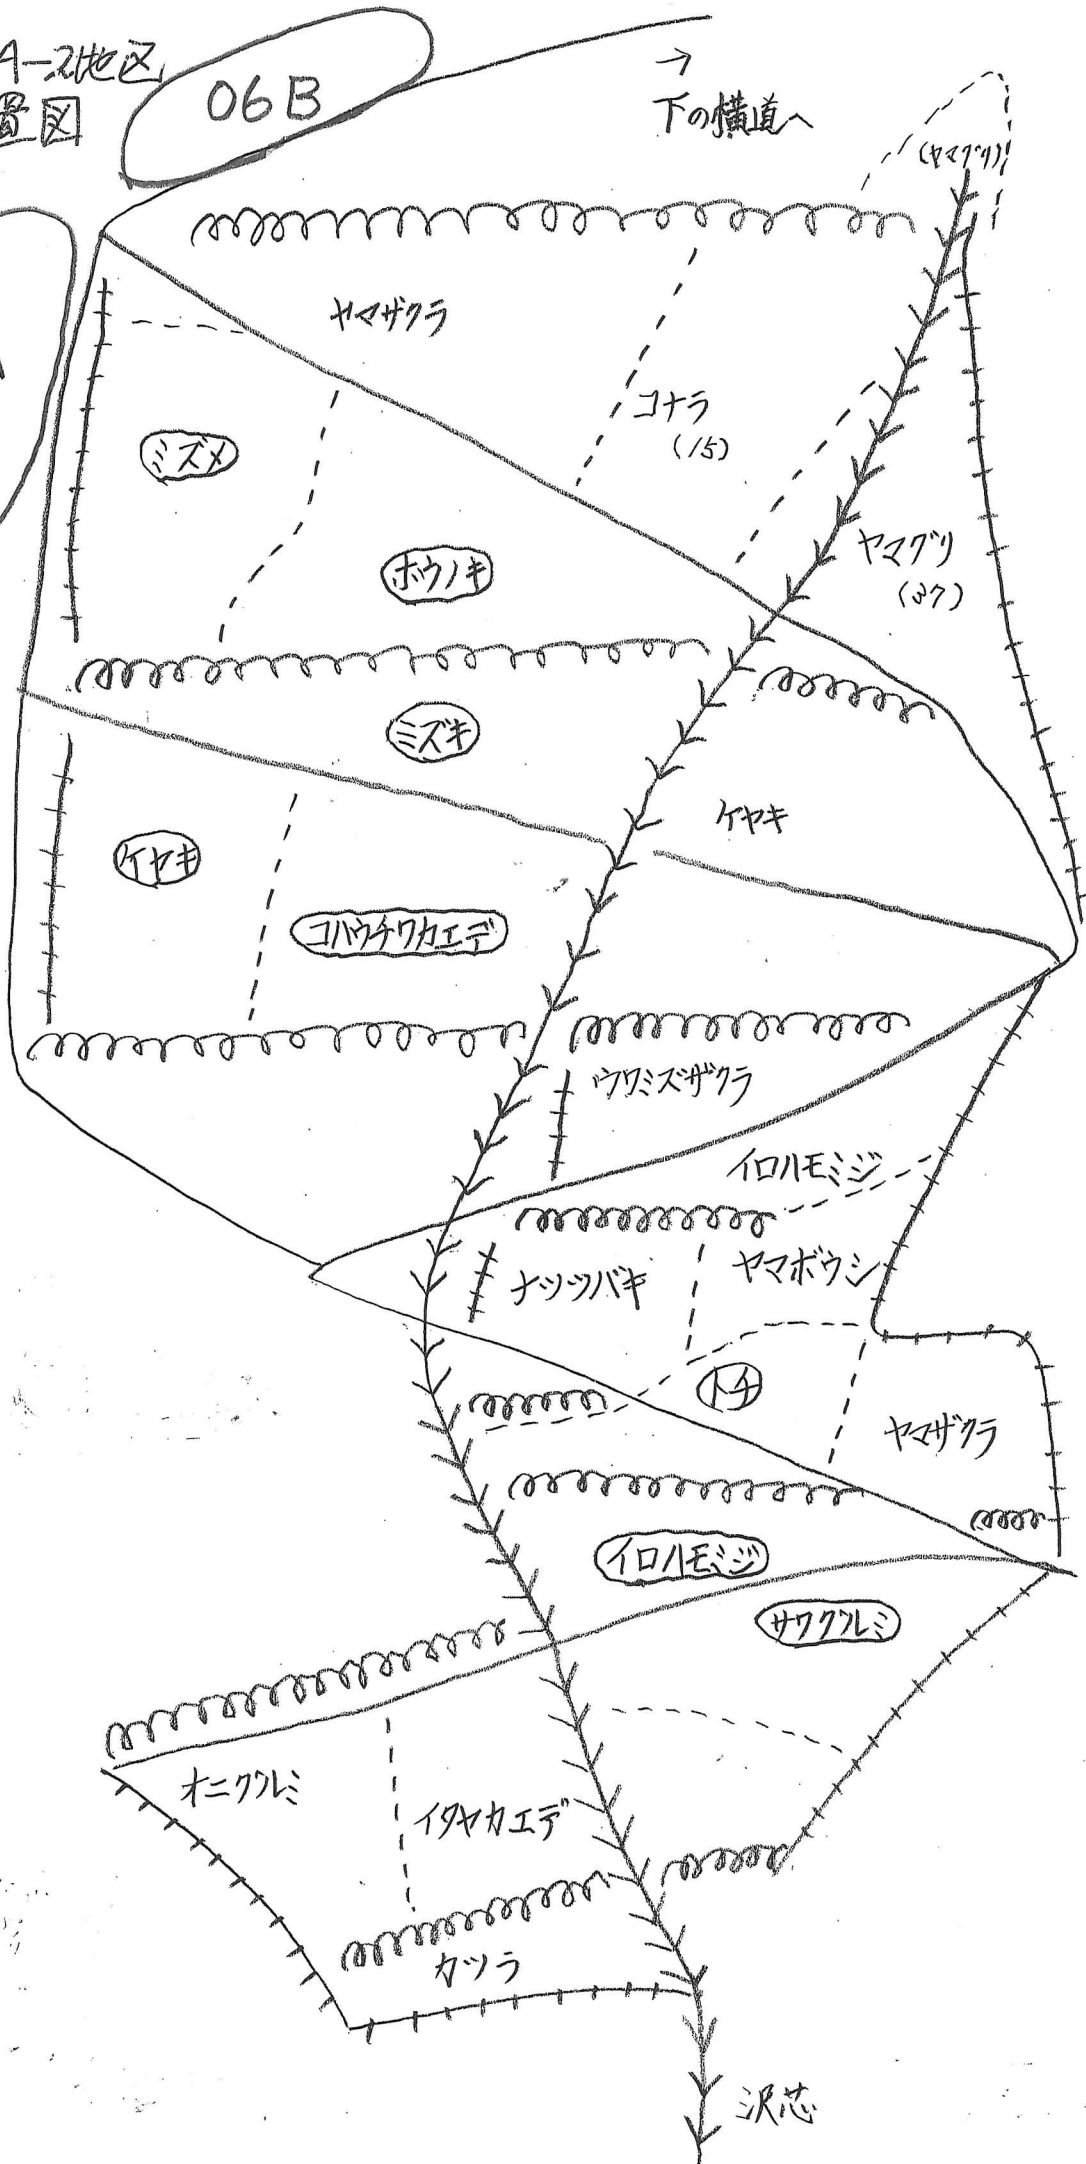 A-2地区
置図
06B
→
下の横道へ
(ヤマグリ)
ヤマザクラ
コナラ
(15)
ミズメ
ホウノキ
ヤマグリ
(37)
ミズキ
ケヤキ
ケヤキ
コハウチワカエデ
ウワミズザクラ
イロハモミジ
ナツツバキ
ヤマボウシ
トチ
ヤマザクラ
イロハモミジ
サワクルミ
オニクルミ
イタヤカエデ
カツラ
沢芯